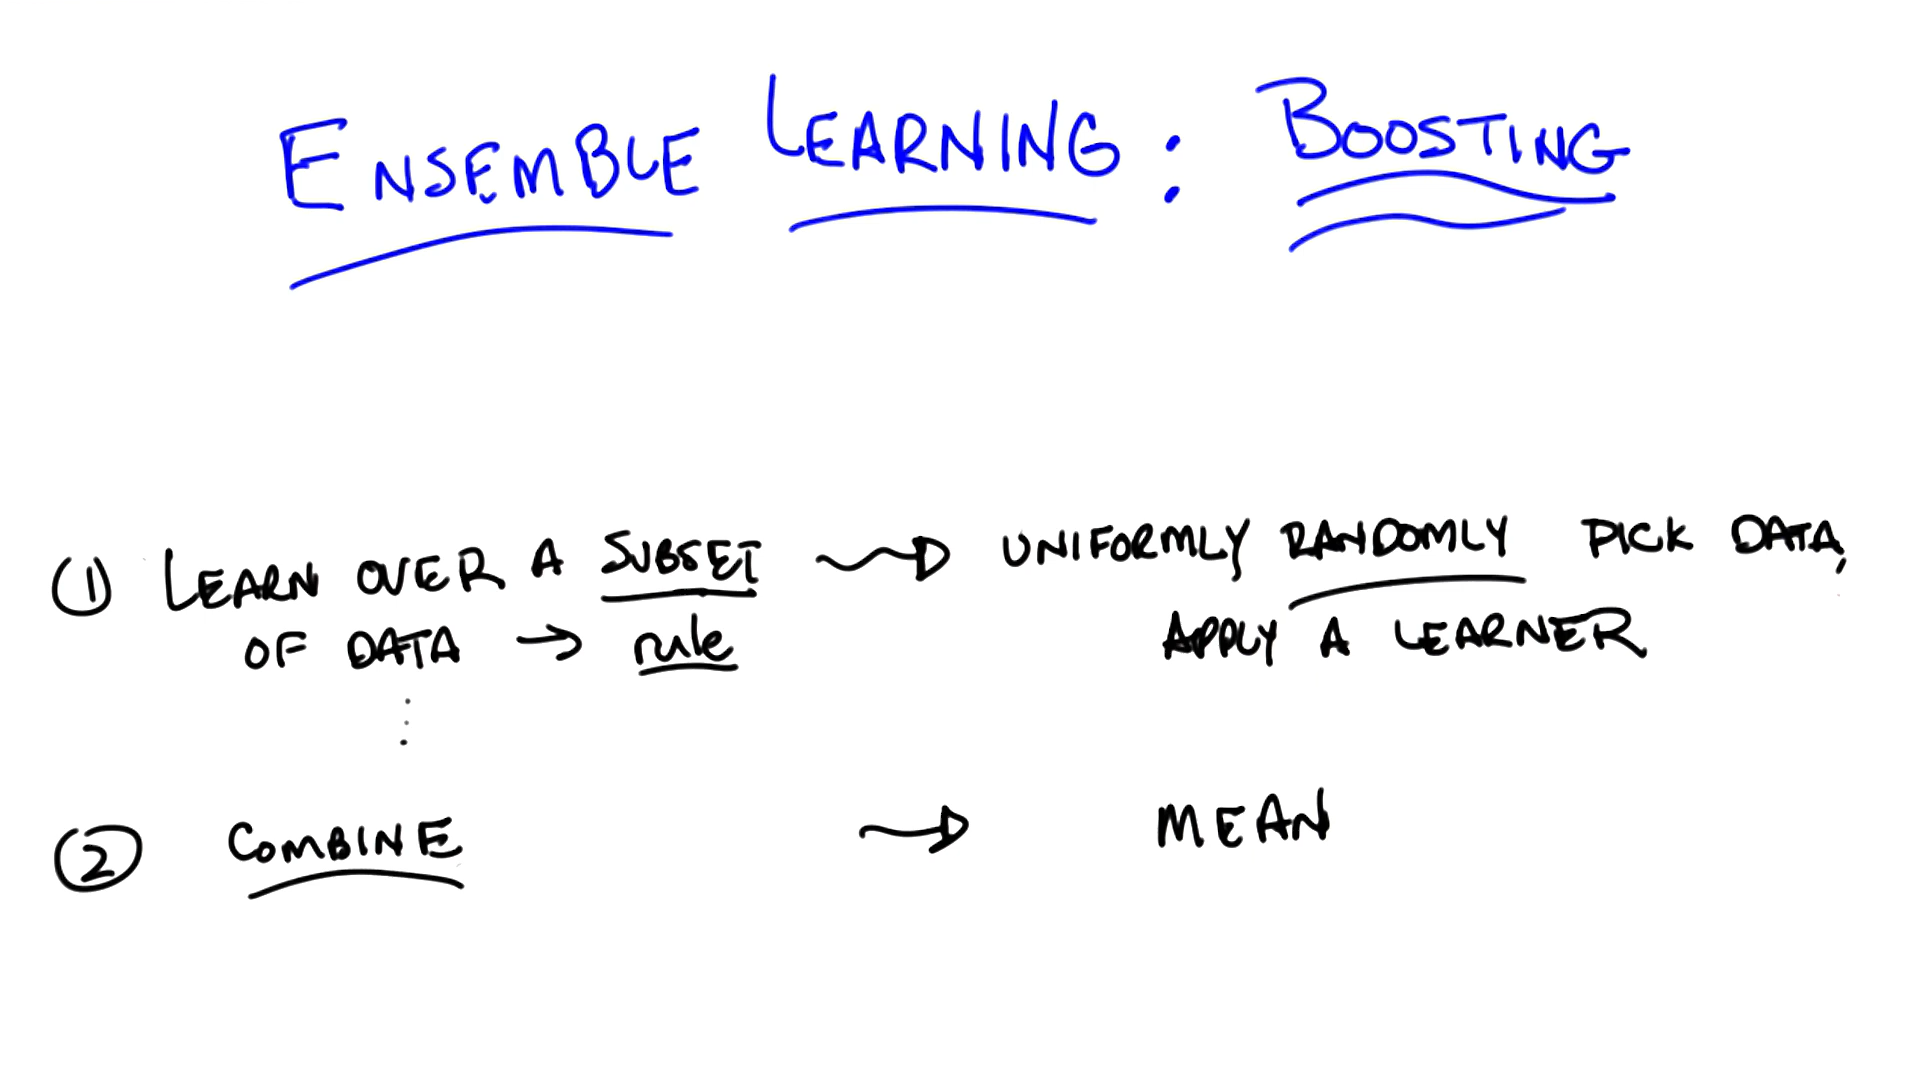 ENSEMBLE LEARNING: BOOSTING
① LEARN OVER A SUBSET → UNIFORMLY RANDOMLY PICK DATA,
OF DATA → rule APPLY A LEARNER
⋮
② COMBINE → MEAN